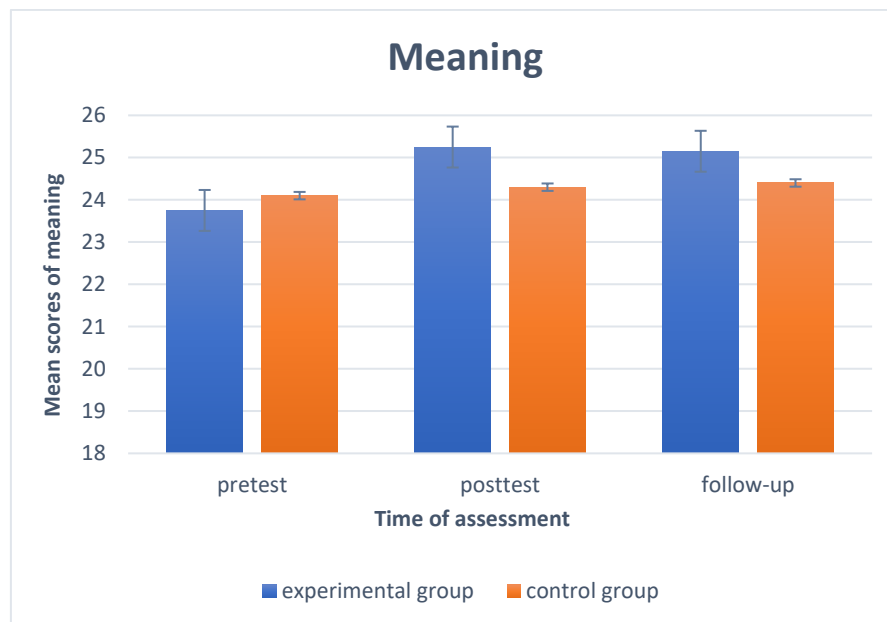 Meaning
Mean scores of meaning
26
25
24
23
22
21
20
19
18
pretest posttest follow-up
Time of assessment
experimental group control group